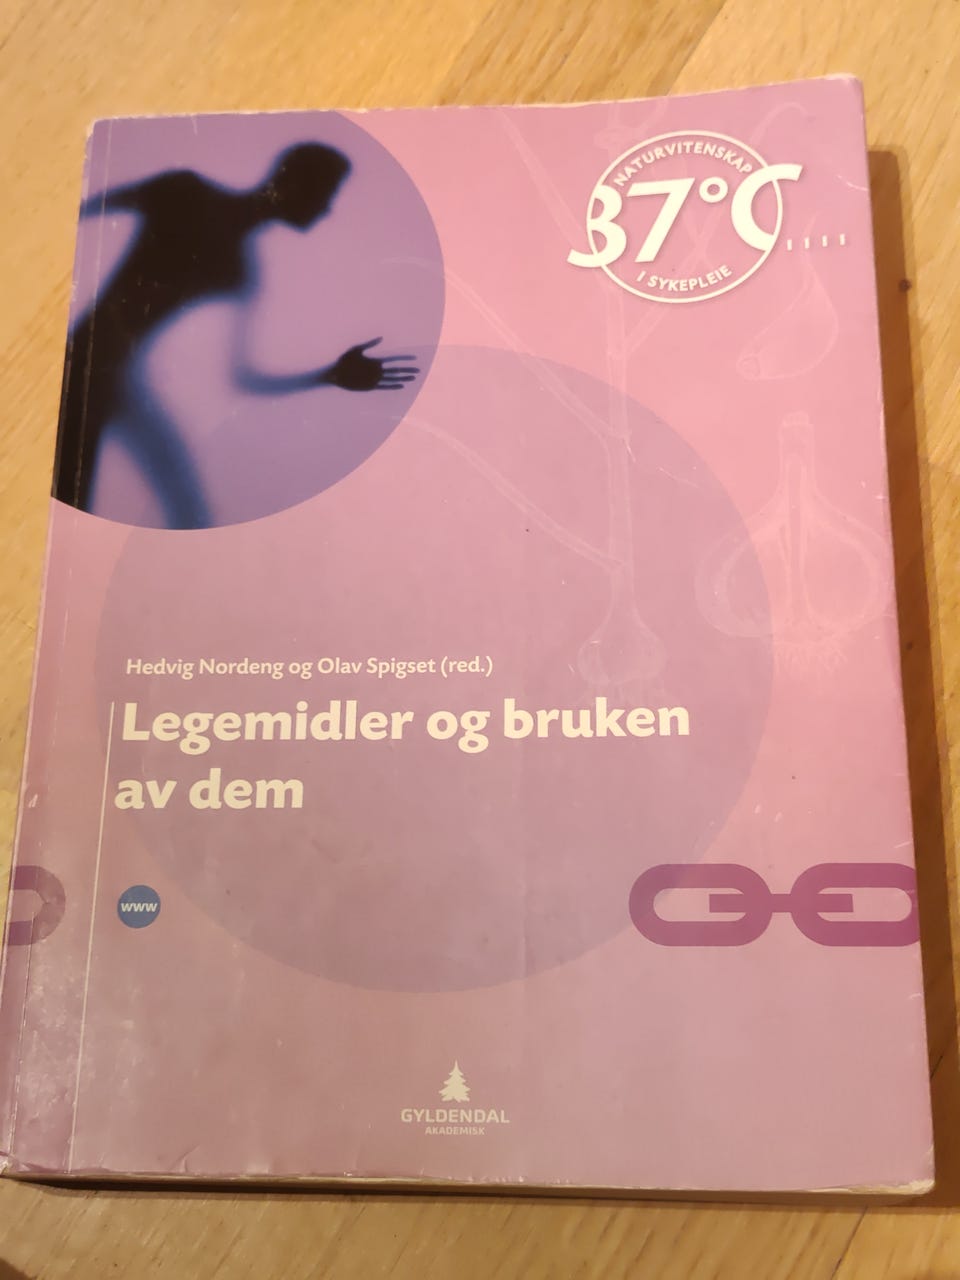 NATURVITENSKAP
37°C
I SYKEPLEIE
Hedvig Nordeng og Olav Spigset (red.)
Legemidler og bruken
av dem
www
GYLDENDAL
AKADEMISK